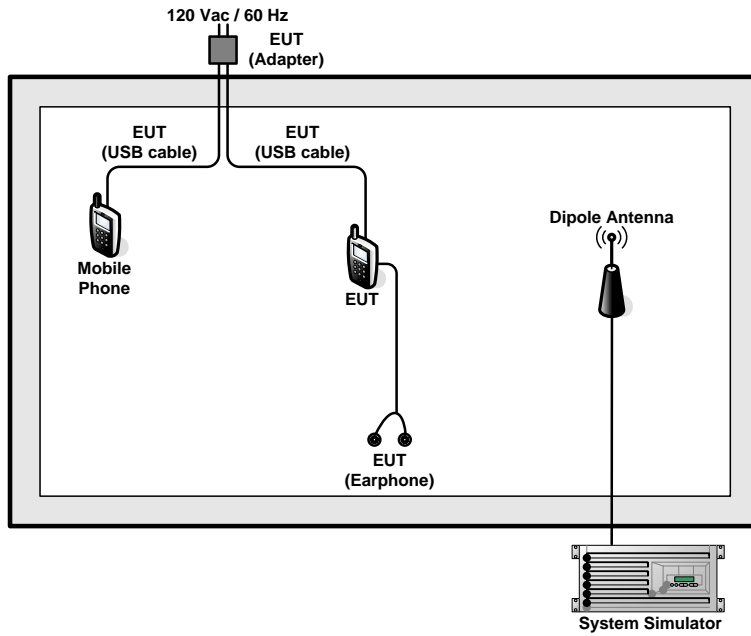 120 Vac / 60 Hz
EUT
(Adapter)
EUT
(USB cable)
EUT
(USB cable)
Mobile
Phone
EUT
Dipole Antenna
EUT
(Earphone)
System Simulator